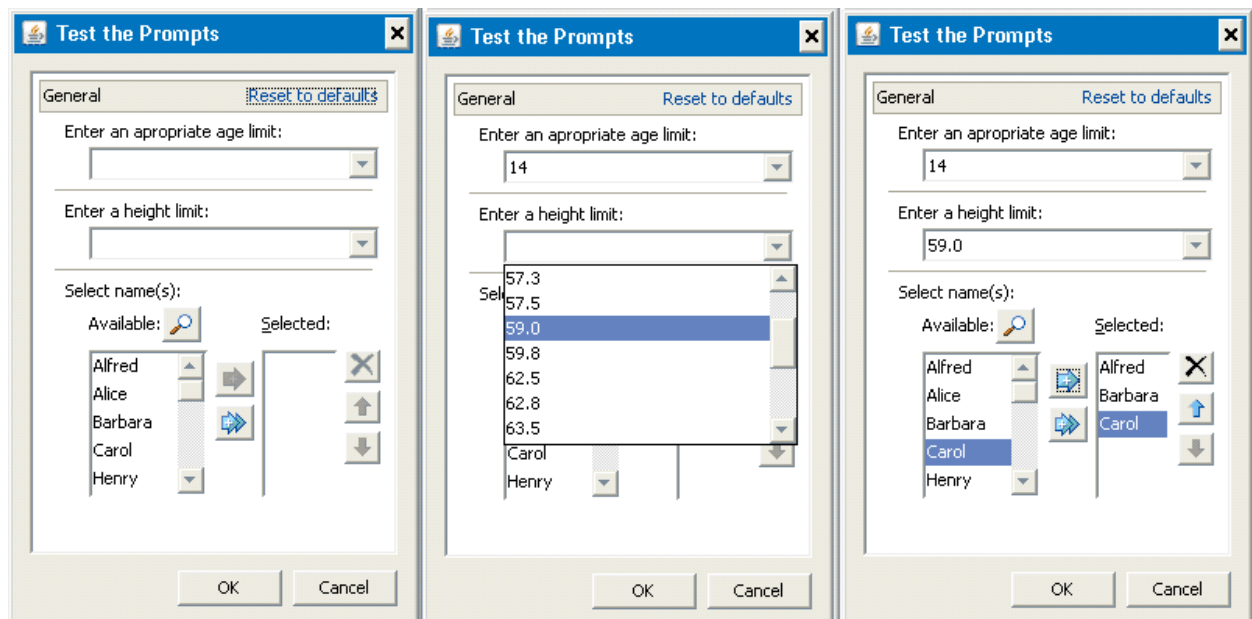 Test the Prompts
General Reset to defaults
Enter an apropriate age limit:
Enter a height limit:
Select name(s):
Available: Selected:
Alfred
Alice
Barbara
Carol
Henry
OK Cancel
Test the Prompts
General Reset to defaults
Enter an apropriate age limit:
14
Enter a height limit:
57.3
Sel
57.5
59.0
59.8
62.5
62.8
63.5
Carol
Henry
OK Cancel
Test the Prompts
General Reset to defaults
Enter an apropriate age limit:
14
Enter a height limit:
59.0
Select name(s):
Available: Selected:
Alfred Alfred
Alice Barbara
Barbara Carol
Carol
Henry
OK Cancel